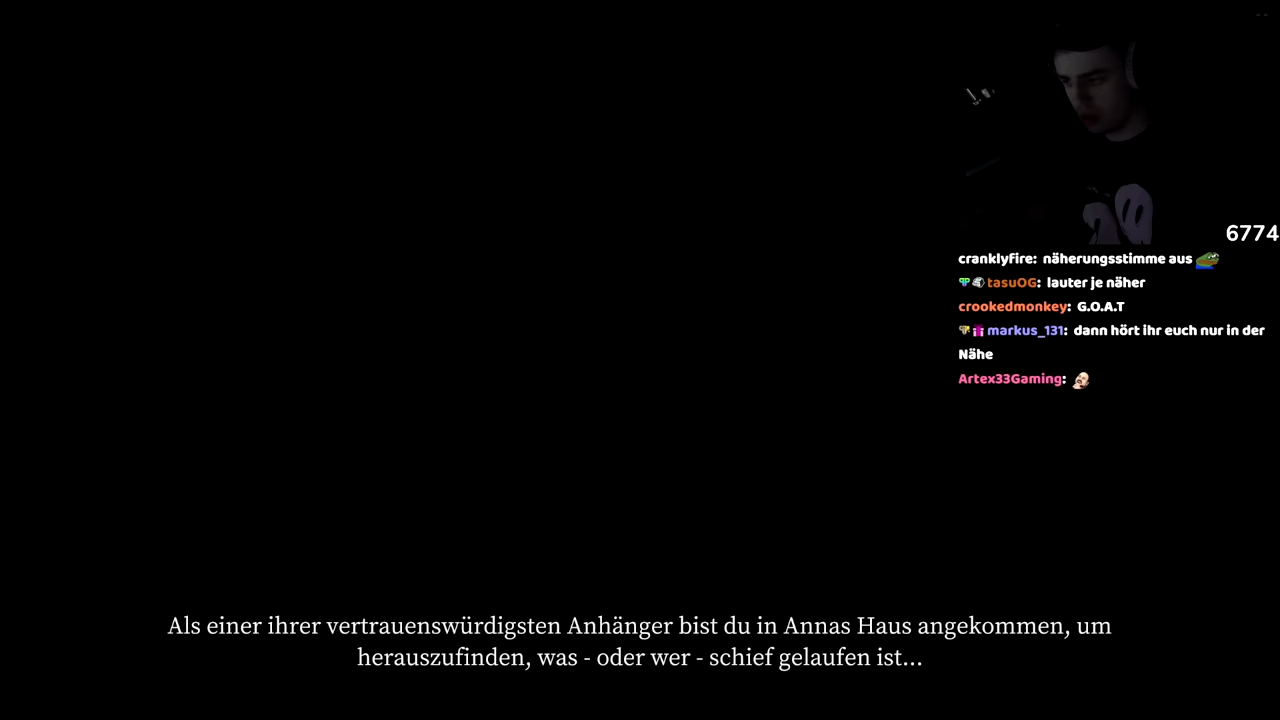 6774
cranklyfire: näherungsstimme aus
tasuOG: lauter je näher
crookedmonkey: G.O.A.T
markus_131: dann hört ihr euch nur in der
Nähe
Artex33Gaming:
Als einer ihrer vertrauenswürdigsten Anhänger bist du in Annas Haus angekommen, um
herauszufinden, was - oder wer - schief gelaufen ist...